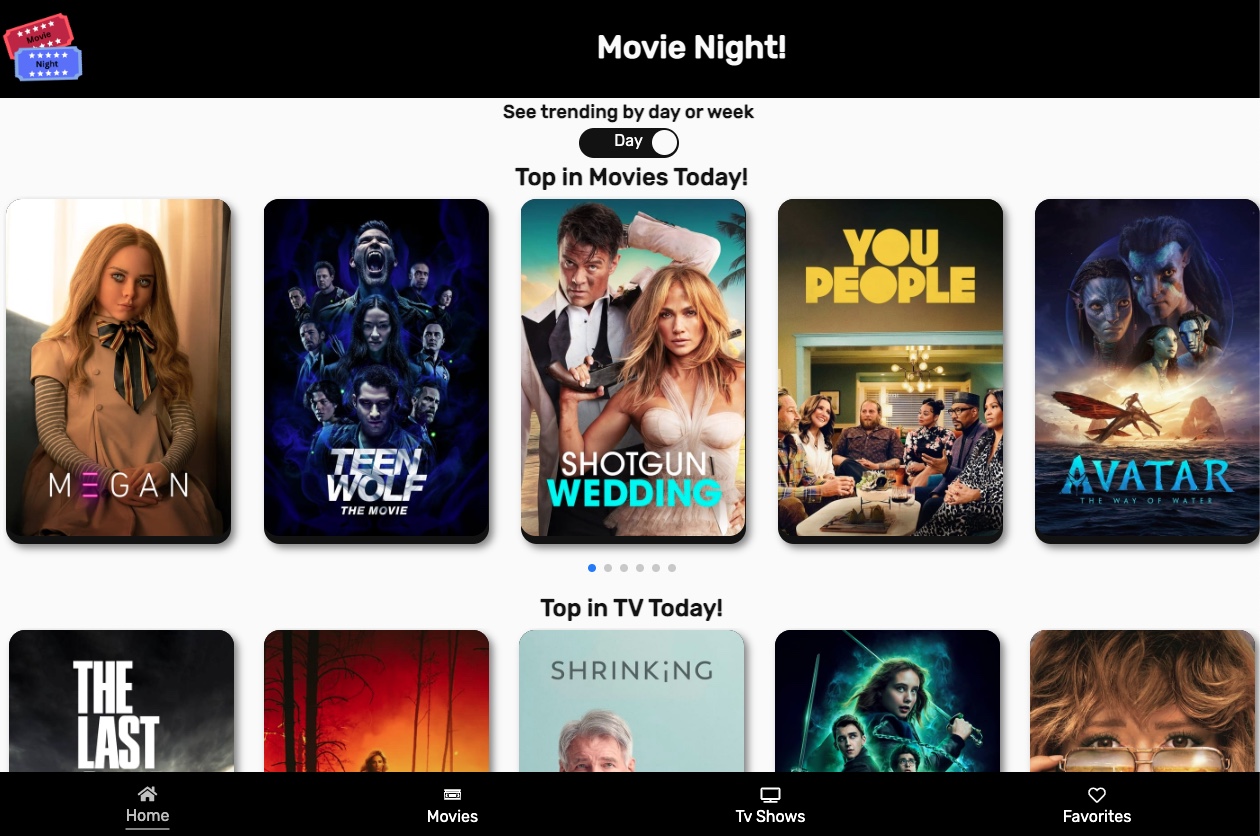 Movie
Night
Movie Night!
See trending by day or week
Day
Top in Movies Today!
MEGAN
TEEN
WOLF
THE MOVIE
SHOTGUN
WEDDING
YOU
PEOPLE
AVATAR
THE WAY OF WATER
Top in TV Today!
THE
LAST
SHRINKiNG
Home
Movies
Tv Shows
Favorites